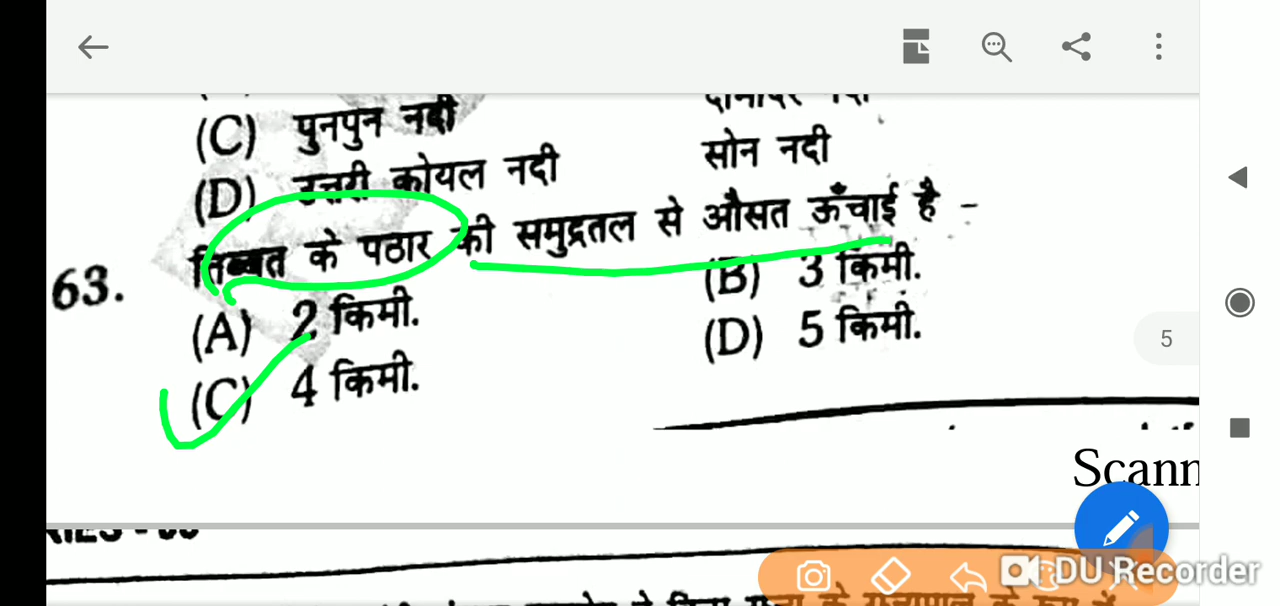 (C) पुनपुन नदी
(D) उत्तरी कोयल नदी सोन नदी
63. तिब्बत के पठार की समुद्रतल से औसत ऊँचाई है -
(A) 2 किमी. (B) 3 किमी.
(C) 4 किमी. (D) 5 किमी.
5
Scann
DU Recorder